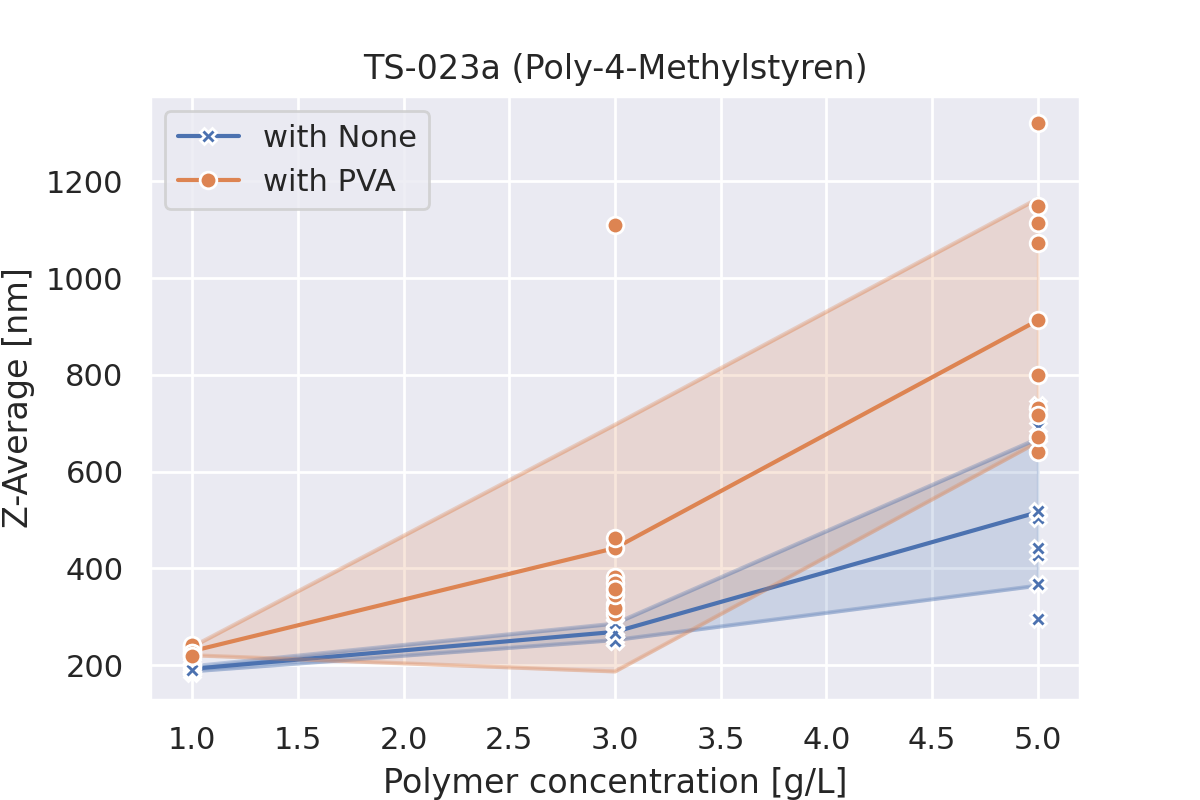 TS-023a (Poly-4-Methylstyren)
with None
with PVA
Z-Average [nm]
1200
1000
800
600
400
200
1.0 1.5 2.0 2.5 3.0 3.5 4.0 4.5 5.0
Polymer concentration [g/L]